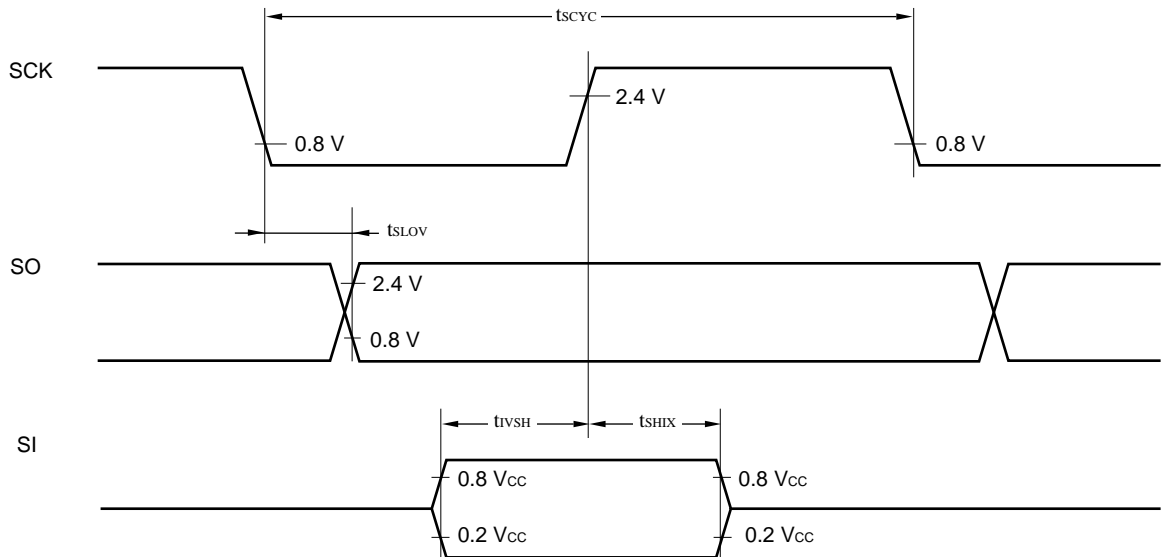 tSCYC
SCK
2.4 V
0.8 V
0.8 V
tSLOV
SO
2.4 V
0.8 V
tIVSH
tSHIX
SI
0.8 VCC
0.8 VCC
0.2 VCC
0.2 VCC